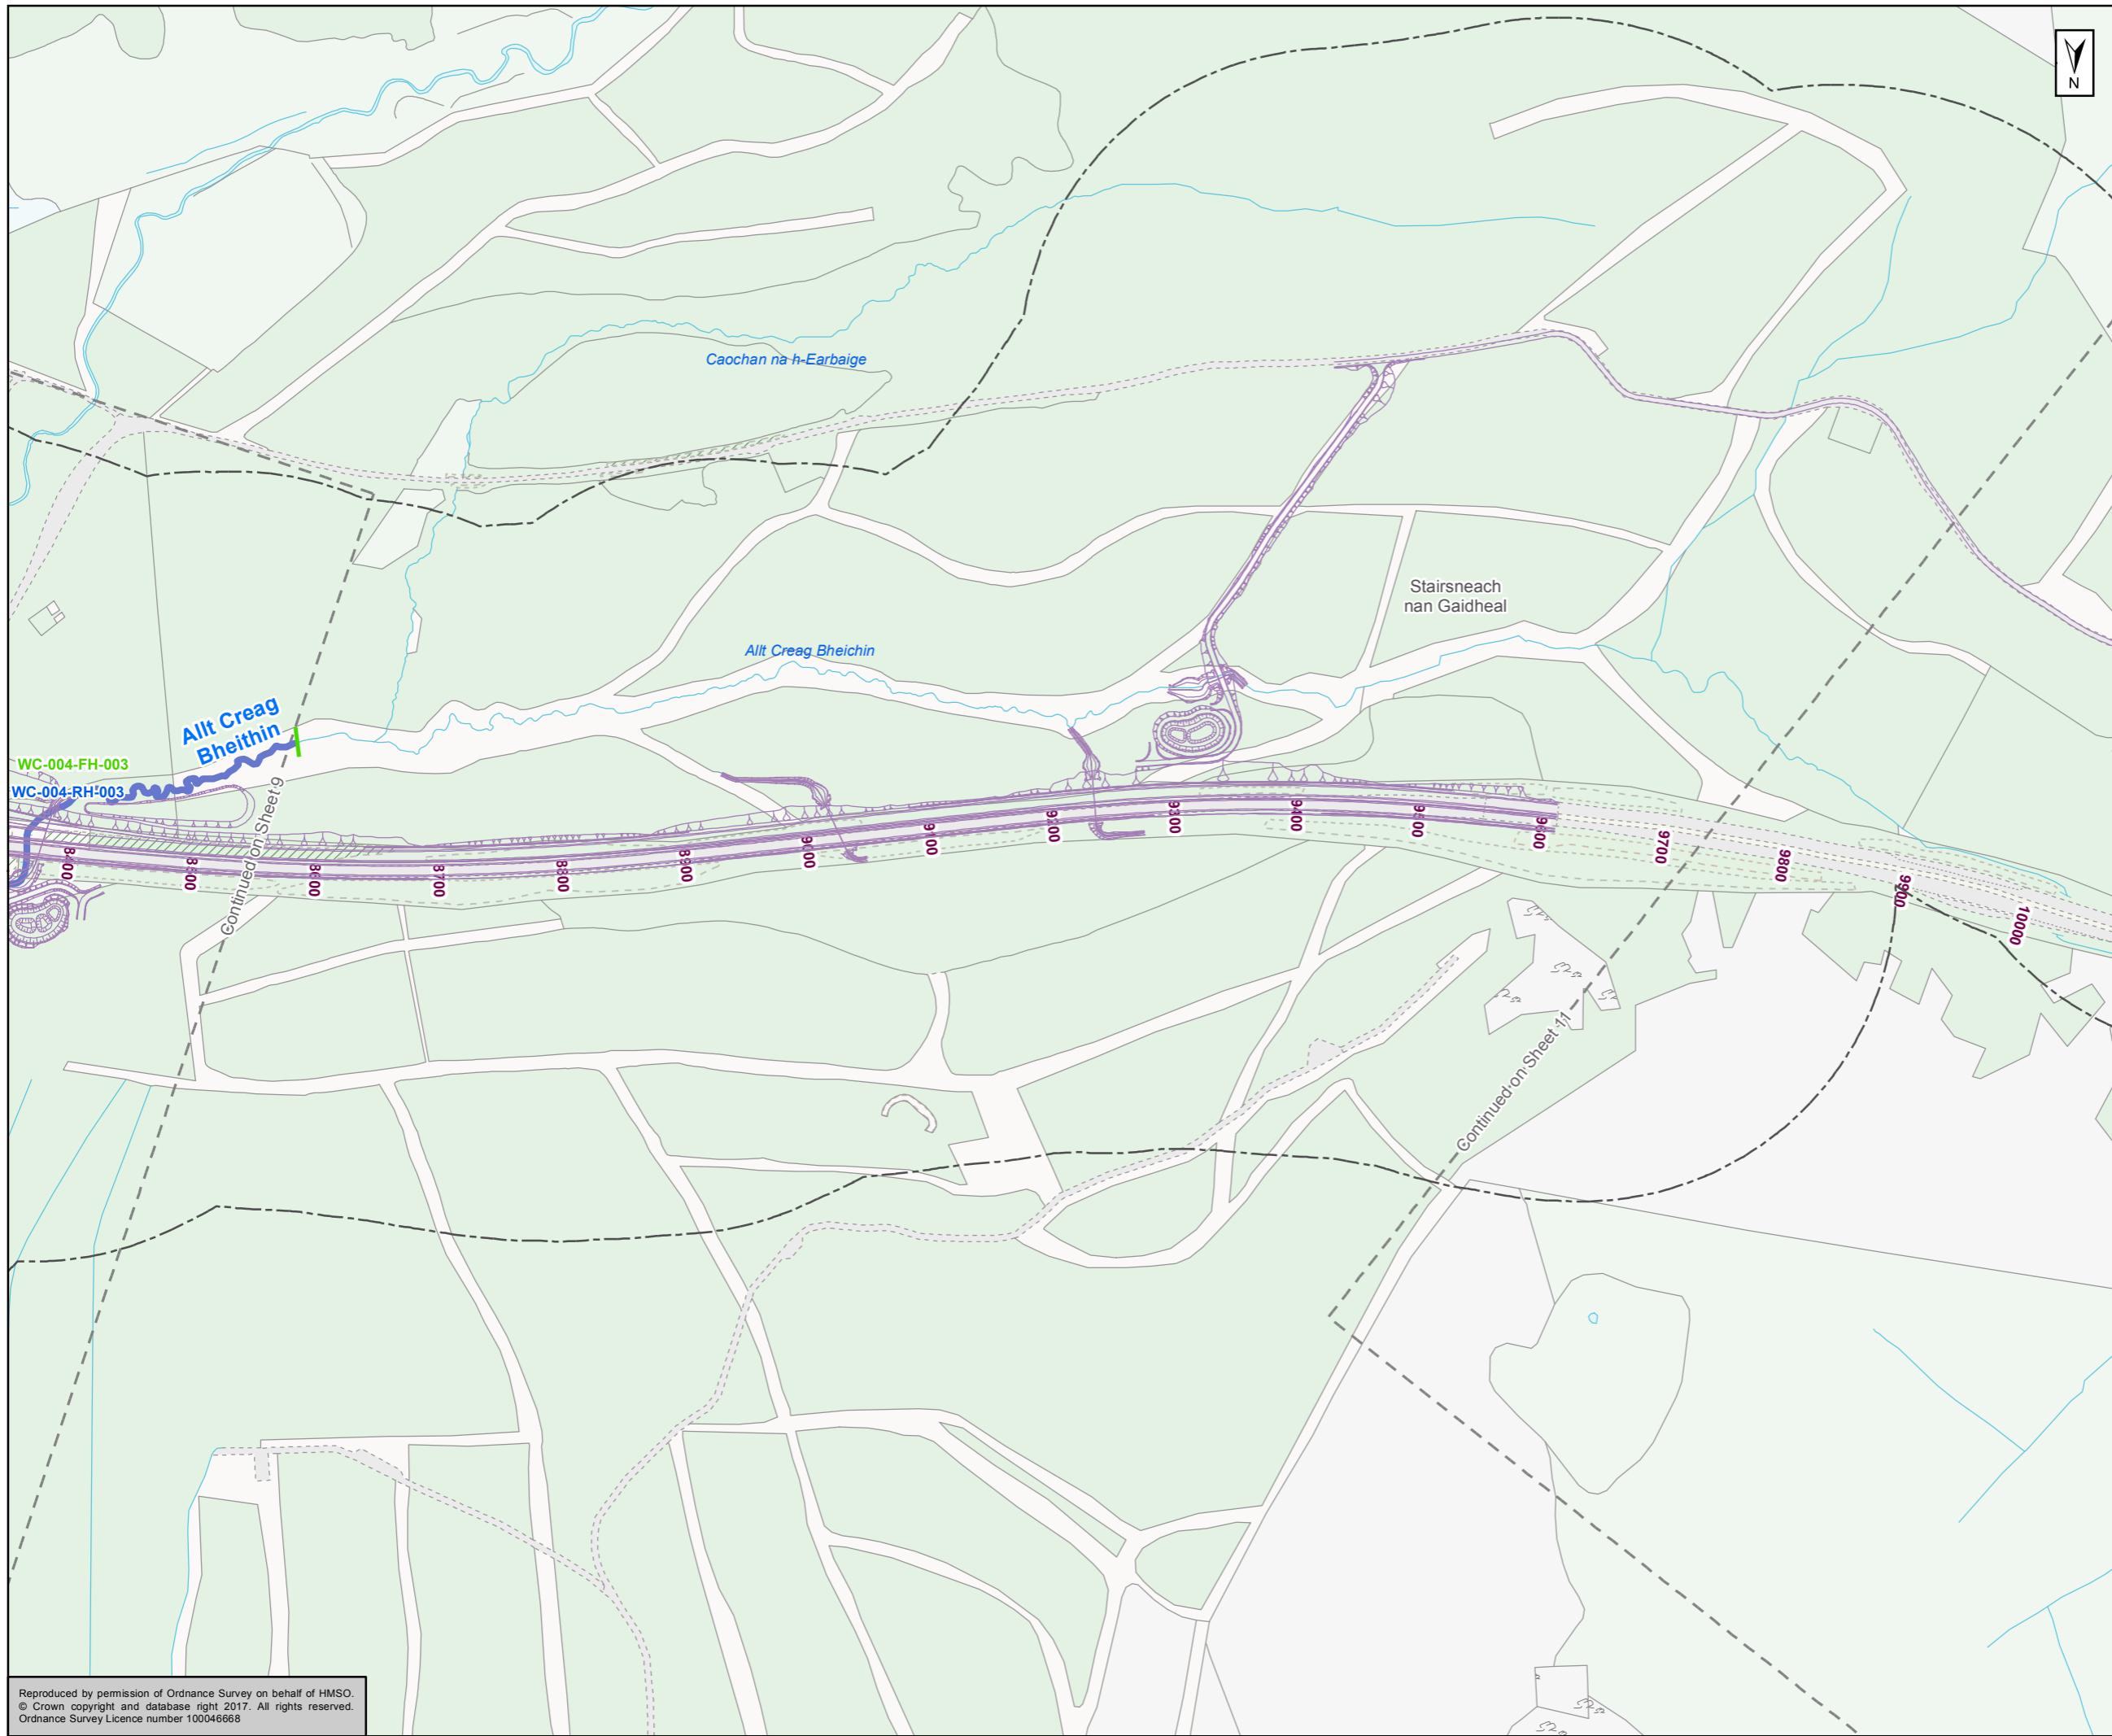 N
Caochan na h-Earbaige
Stairsneach
nan Gaidheal
Allt Creag Bheichin
Allt Creag
Bheithin
WC-004-FH-003
WC-004-RH-003
Continued on Sheet 9
8400
8500
8600
8700
8800
8900
9000
9100
9200
9300
9400
9500
9600
9700
9800
9900
10000
Continued on Sheet 11
Reproduced by permission of Ordnance Survey on behalf of HMSO.
© Crown copyright and database right 2017. All rights reserved.
Ordnance Survey Licence number 100046668